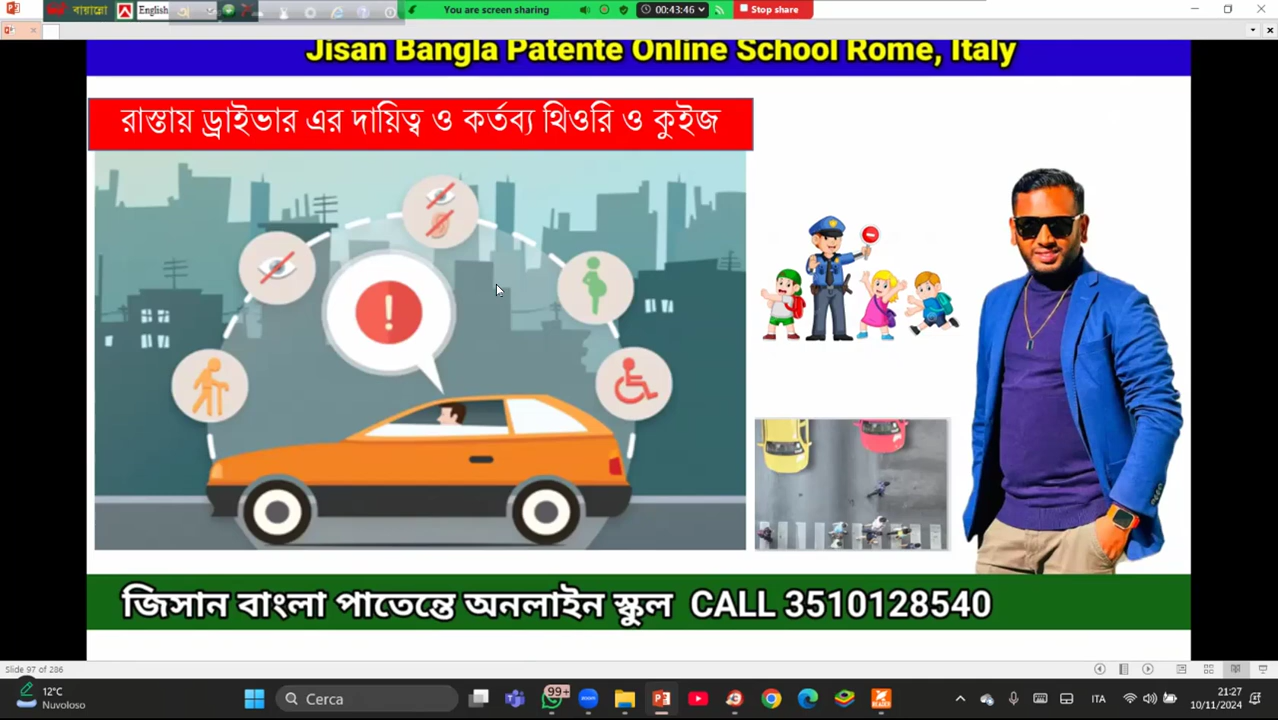 বায়ান্নো
English
You are screen sharing
00:43:46
Stop share
Jisan Bangla Patente Online School Rome, Italy
রাস্তায় ড্রাইভার এর দায়িত্ব ও কর্তব্য থিওরি ও কুইজ
জিসান বাংলা পাতেন্তে অনলাইন স্কুল CALL 3510128540
Slide 97 of 286
12°C
Nuvoloso
Cerca
99+
ITA
21:27
10/11/2024